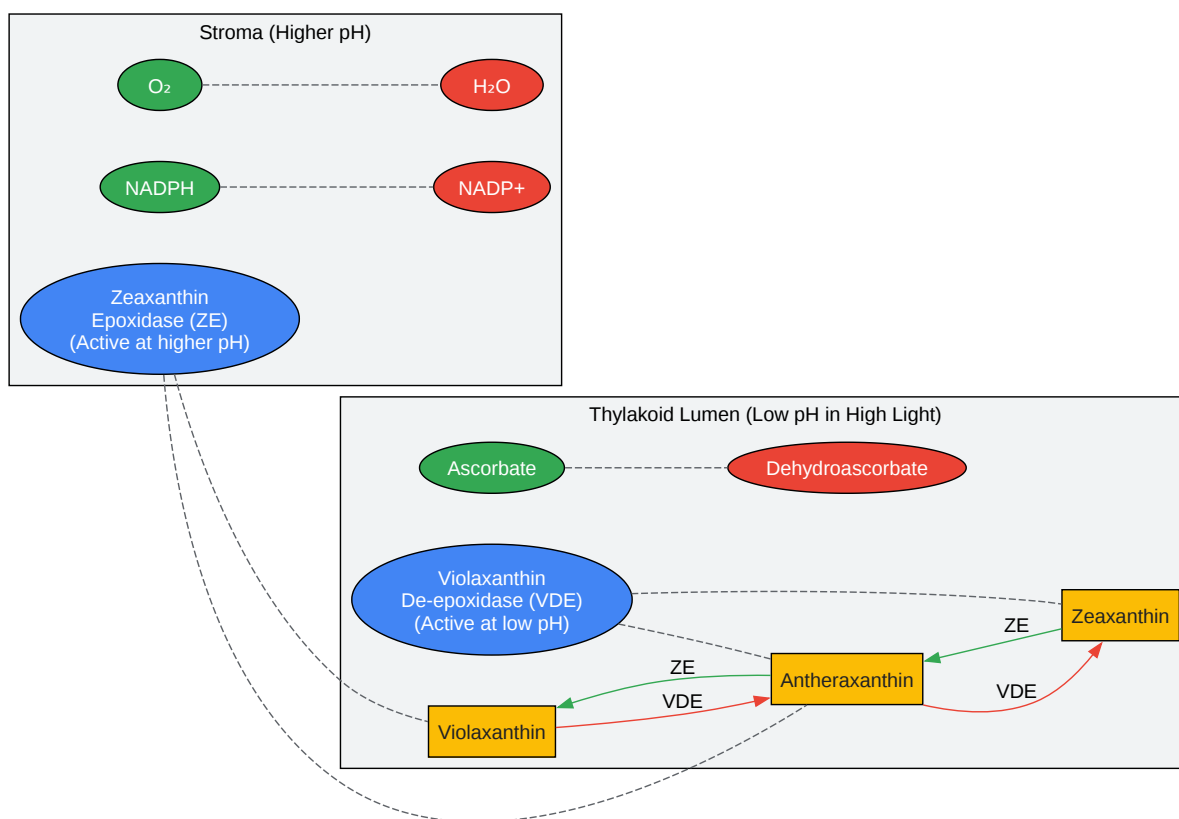 Stroma (Higher pH)
O₂
H₂O
NADPH
NADP+
Zeaxanthin
Epoxidase (ZE)
(Active at higher pH)
Thylakoid Lumen (Low pH in High Light)
Ascorbate
Dehydroascorbate
Violaxanthin
De-epoxidase (VDE)
(Active at low pH)
Zeaxanthin
ZE
Antheraxanthin
ZE
VDE
VDE
Violaxanthin